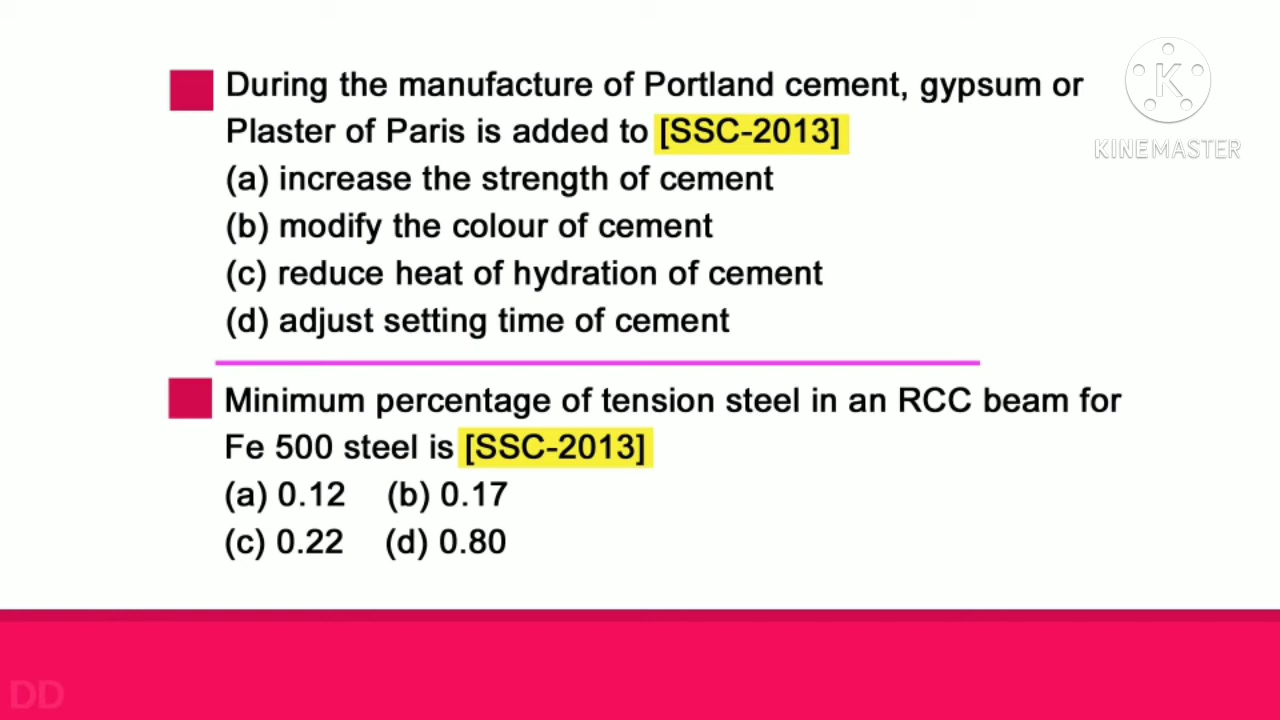 During the manufacture of Portland cement, gypsum or
Plaster of Paris is added to [SSC-2013]
(a) increase the strength of cement
(b) modify the colour of cement
(c) reduce heat of hydration of cement
(d) adjust setting time of cement
Minimum percentage of tension steel in an RCC beam for
Fe 500 steel is [SSC-2013]
(a) 0.12 (b) 0.17
(c) 0.22 (d) 0.80
K
KINEMASTER
DD